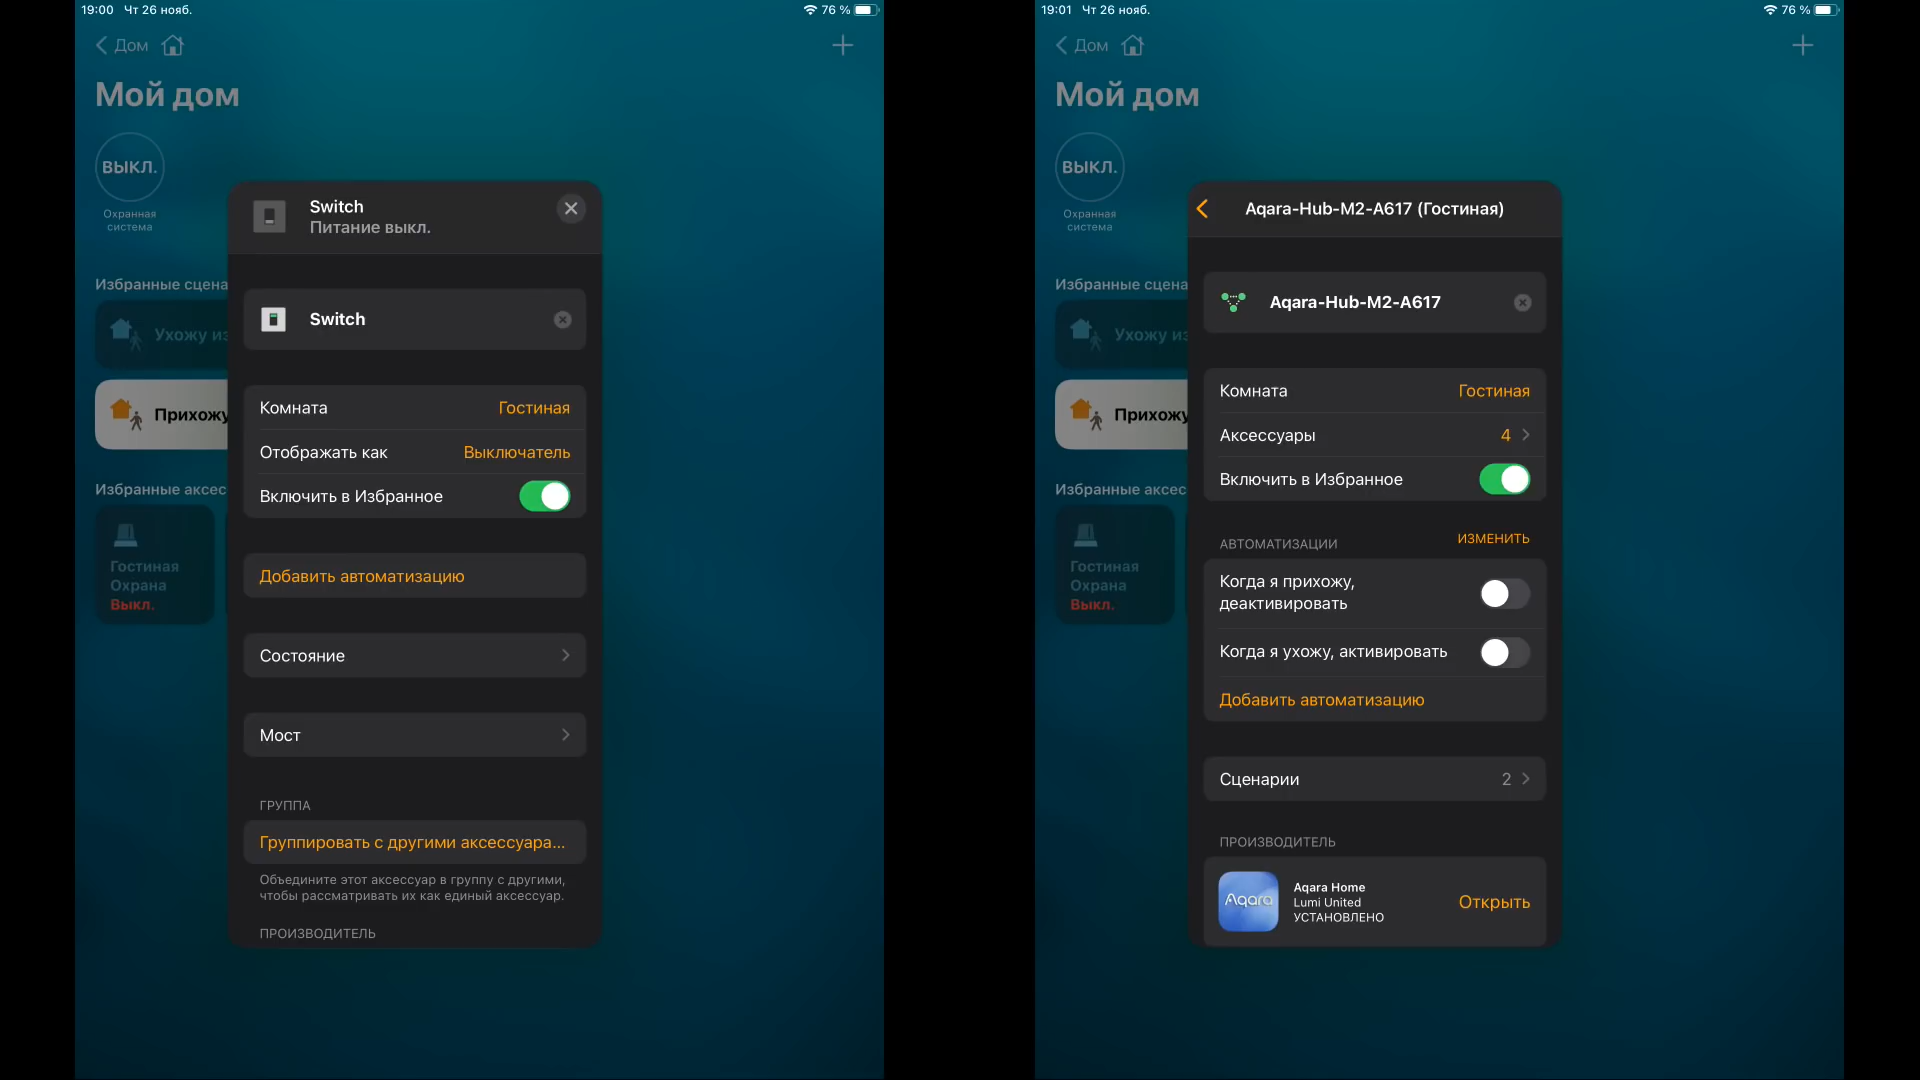 19:00 Чт 26 нояб.
76 %
Дом
Мой дом
ВЫКЛ.
Охранная
система
Избранные сцена
Ухожу из
Прихожу
Избранные аксес
Гостиная
Охрана
Выкл.
Switch
Питание выкл.
Switch
Комната Гостиная
Отображать как Выключатель
Включить в Избранное
Добавить автоматизацию
Состояние
Мост
ГРУППА
Группировать с другими аксессуара...
Объедините этот аксессуар в группу с другими,
чтобы рассматривать их как единый аксессуар.
ПРОИЗВОДИТЕЛЬ
19:01 Чт 26 нояб.
76 %
Дом
Мой дом
ВЫКЛ.
Охранная
система
Избранные сцена
Ухожу из
Прихожу
Избранные аксес
Гостиная
Охрана
Выкл.
Aqara-Hub-M2-A617 (Гостиная)
Aqara-Hub-M2-A617
Комната Гостиная
Аксессуары 4
Включить в Избранное
АВТОМАТИЗАЦИИ ИЗМЕНИТЬ
Когда я прихожу,
деактивировать
Когда я ухожу, активировать
Добавить автоматизацию
Сценарии 2
ПРОИЗВОДИТЕЛЬ
Aqara
Aqara Home
Lumi United
УСТАНОВЛЕНО
Открыть